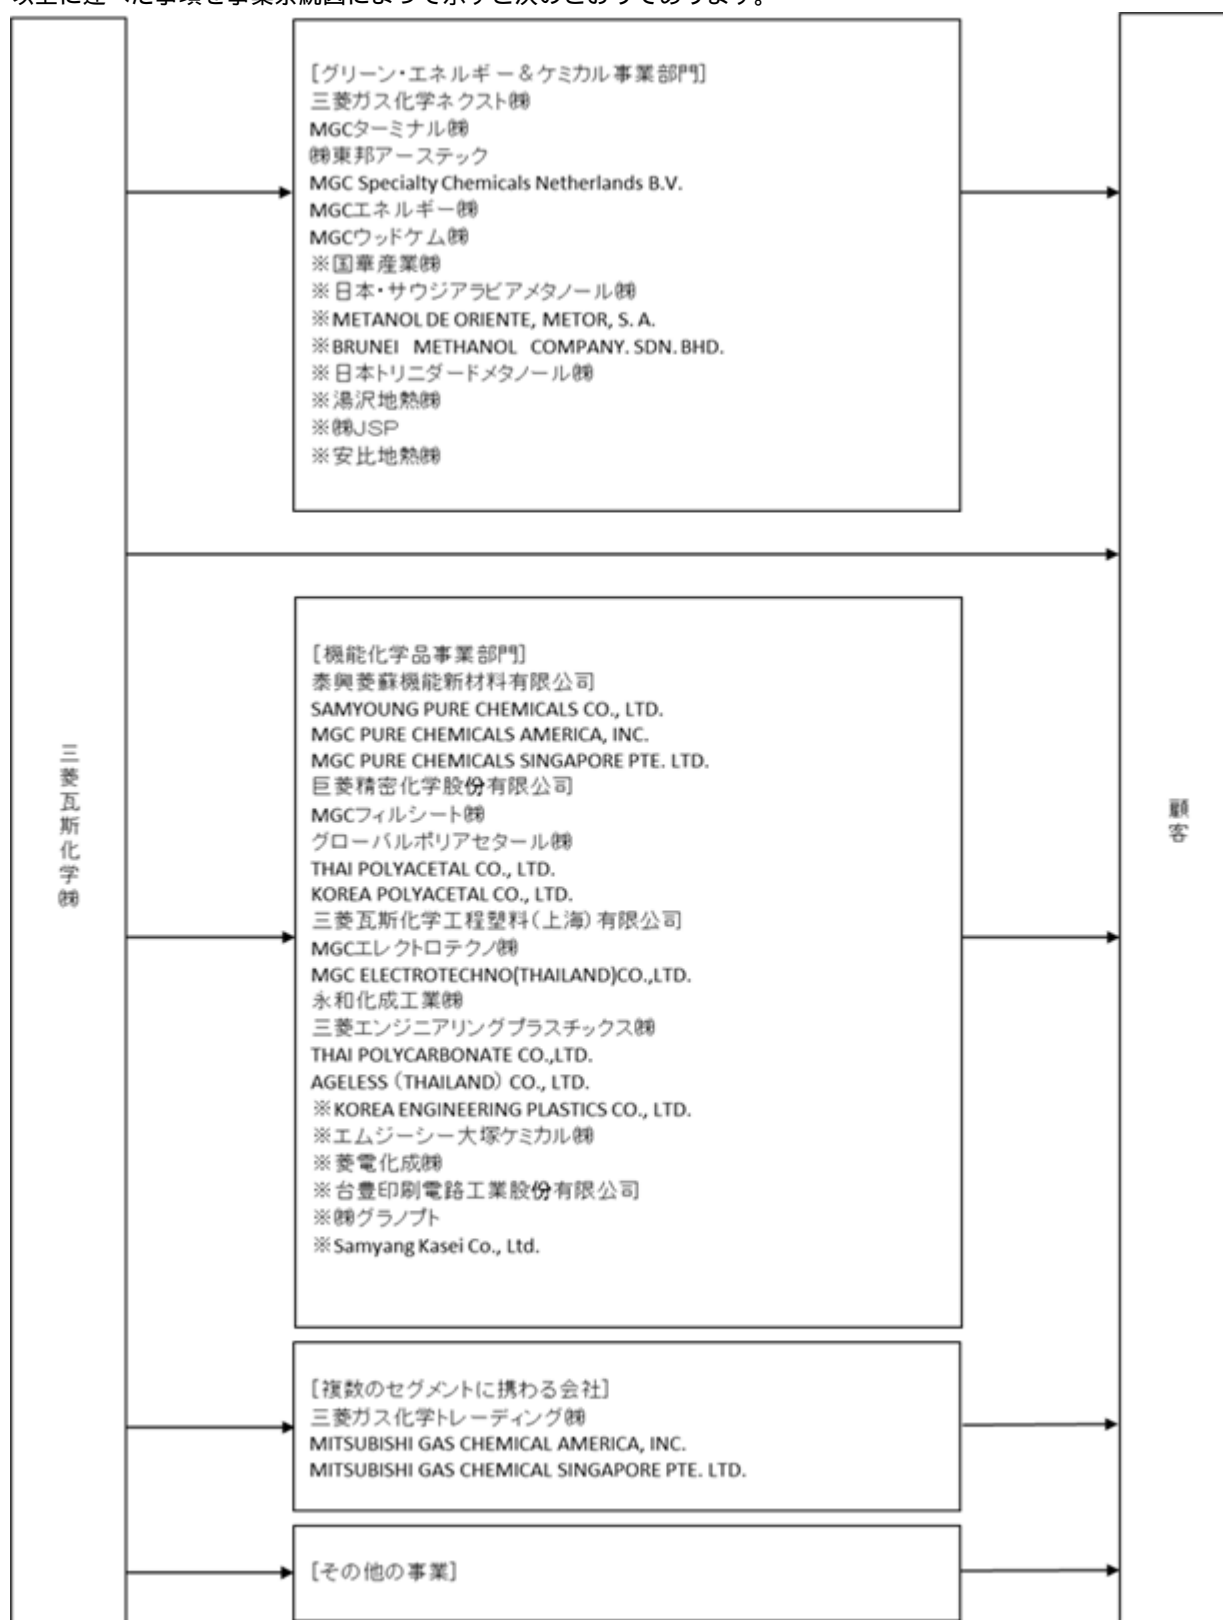 以上に述べた事項を事業系統図によって示すと次のとおりであります。
三菱瓦斯化学㈱
[グリーン・エネルギー＆ケミカル事業部門]
三菱ガス化学ネクスト㈱
MGCターミナル㈱
㈱東邦アーステック
MGC Specialty Chemicals Netherlands B.V.
MGCエネルギー㈱
MGCウッドケム㈱
※国華産業㈱
※日本・サウジアラビアメタノール㈱
※METANOL DE ORIENTE, METOR, S. A.
※BRUNEI METHANOL COMPANY. SDN. BHD.
※日本トリニダードメタノール㈱
※湯沢地熱㈱
※㈱JSP
※安比地熱㈱
[機能化学品事業部門]
泰興菱蘇機能新材料有限公司
SAMYOUNG PURE CHEMICALS CO., LTD.
MGC PURE CHEMICALS AMERICA, INC.
MGC PURE CHEMICALS SINGAPORE PTE. LTD.
巨菱精密化学股份有限公司
MGCフィルシート㈱
グローバルポリアセタール㈱
THAI POLYACETAL CO., LTD.
KOREA POLYACETAL CO., LTD.
三菱瓦斯化学工程塑料（上海）有限公司
MGCエレクトロテクノ㈱
MGC ELECTROTECHNO(THAILAND)CO.,LTD.
永和化成工業㈱
三菱エンジニアリングプラスチックス㈱
THAI POLYCARBONATE CO.,LTD.
AGELESS（THAILAND）CO., LTD.
※KOREA ENGINEERING PLASTICS CO., LTD.
※エムジーシー大塚ケミカル㈱
※菱電化成㈱
※台豊印刷電路工業股份有限公司
※㈱グラノプト
※Samyang Kasei Co., Ltd.
[複数のセグメントに携わる会社]
三菱ガス化学トレーディング㈱
MITSUBISHI GAS CHEMICAL AMERICA, INC.
MITSUBISHI GAS CHEMICAL SINGAPORE PTE. LTD.
[その他の事業]
顧客